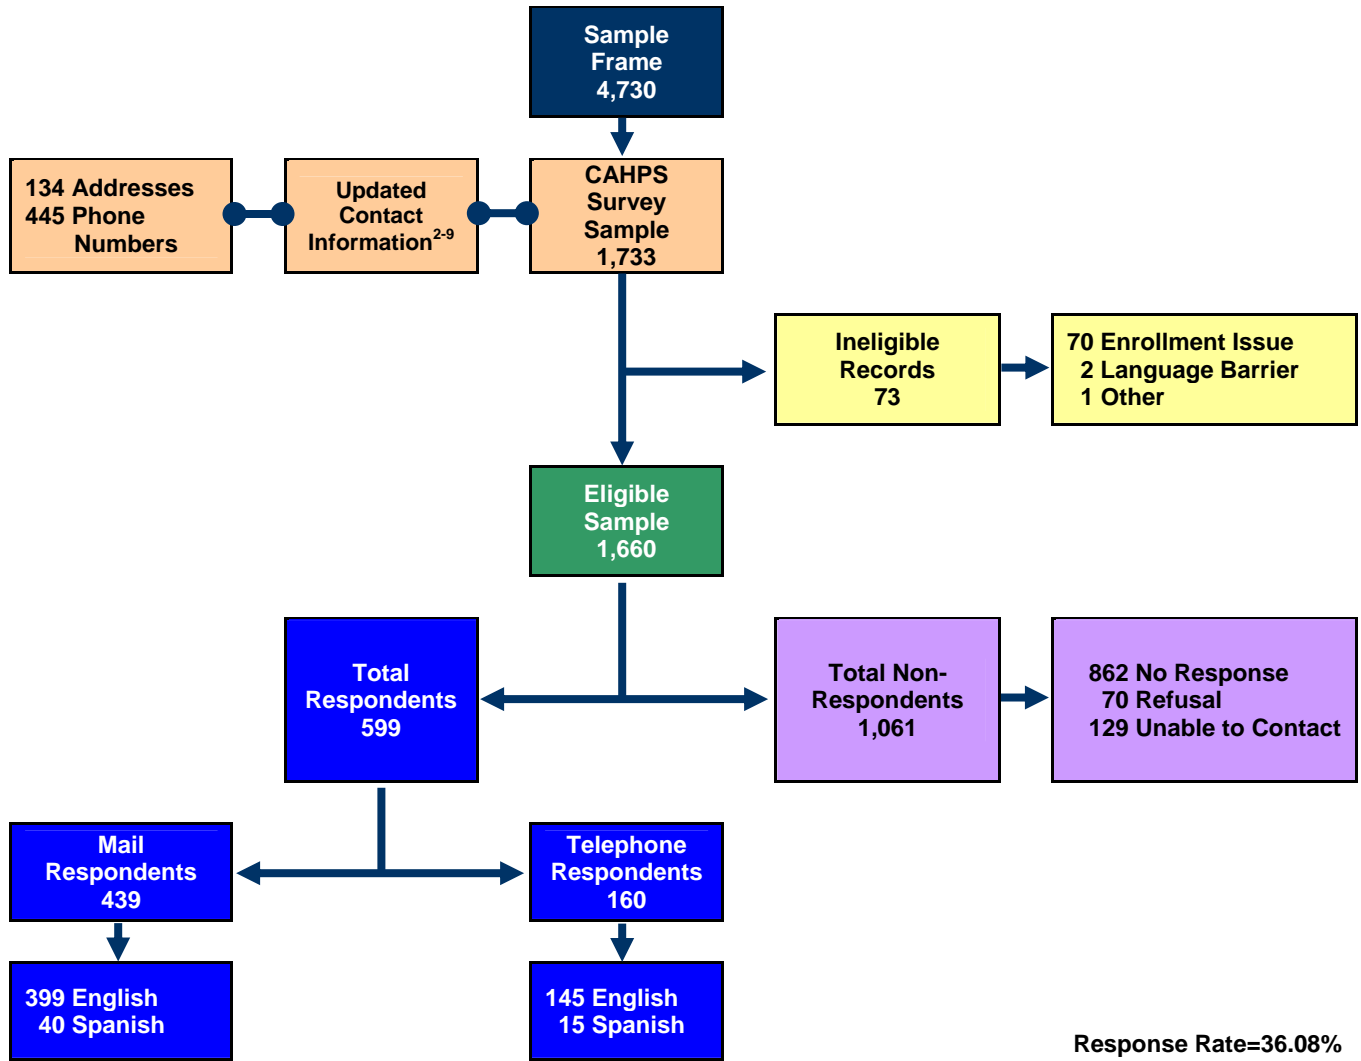 Sample
Frame
4,730
134 Addresses
445 Phone
Numbers
Updated
Contact
Information2-9
CAHPS
Survey
Sample
1,733
Ineligible
Records
73
70 Enrollment Issue
2 Language Barrier
1 Other
Eligible
Sample
1,660
Total
Respondents
599
Total Non-
Respondents
1,061
862 No Response
70 Refusal
129 Unable to Contact
Mail
Respondents
439
Telephone
Respondents
160
399 English
40 Spanish
145 English
15 Spanish
Response Rate=36.08%